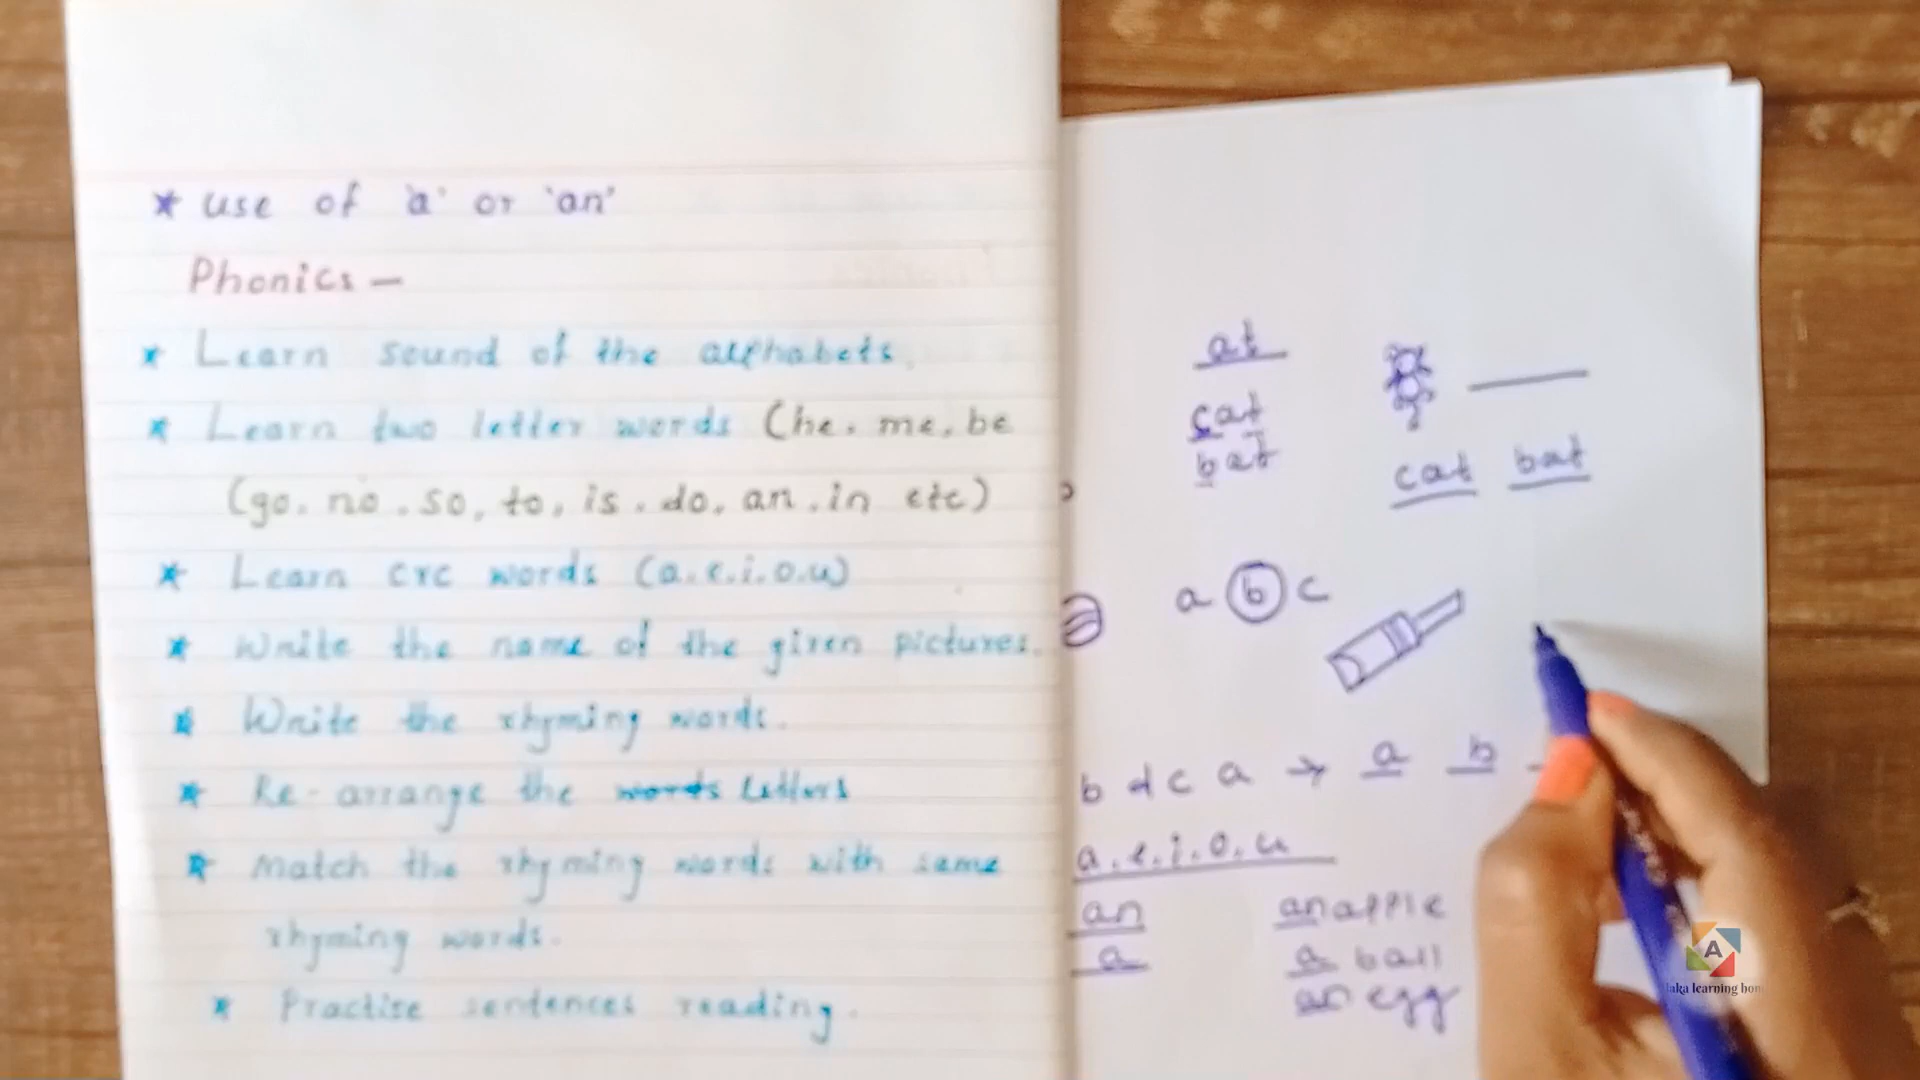 * use of 'a' or 'an'
Phonics —
* Learn sound of the alphabets.
* Learn two letter words (he, me, be
(go, no, so, to, is, do, an, in etc)
* Learn cvc words (a.e.i.o.u)
* Write the name of the given pictures.
* Write the rhyming words.
* Re-arrange the words letters
* Match the rhyming words with same
rhyming words.
* Practise sentences reading.
at
cat
bat
cat bat
a b c
b d c a → a b
a.e.i.o.u
an an apple
a a ball
an egg
A
laka learning hom